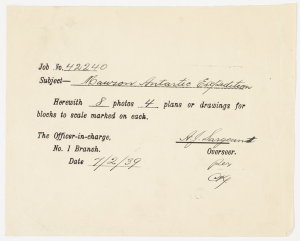 Job No. 42240
Subject— Mawson Antartic Expedition
Herewith 8 photos 4 plans or drawings for
blocks to scale marked on each.
The Officer-in-charge, A.J. Sargeant
No. 1 Branch. Overseer.
Date 7/2/39